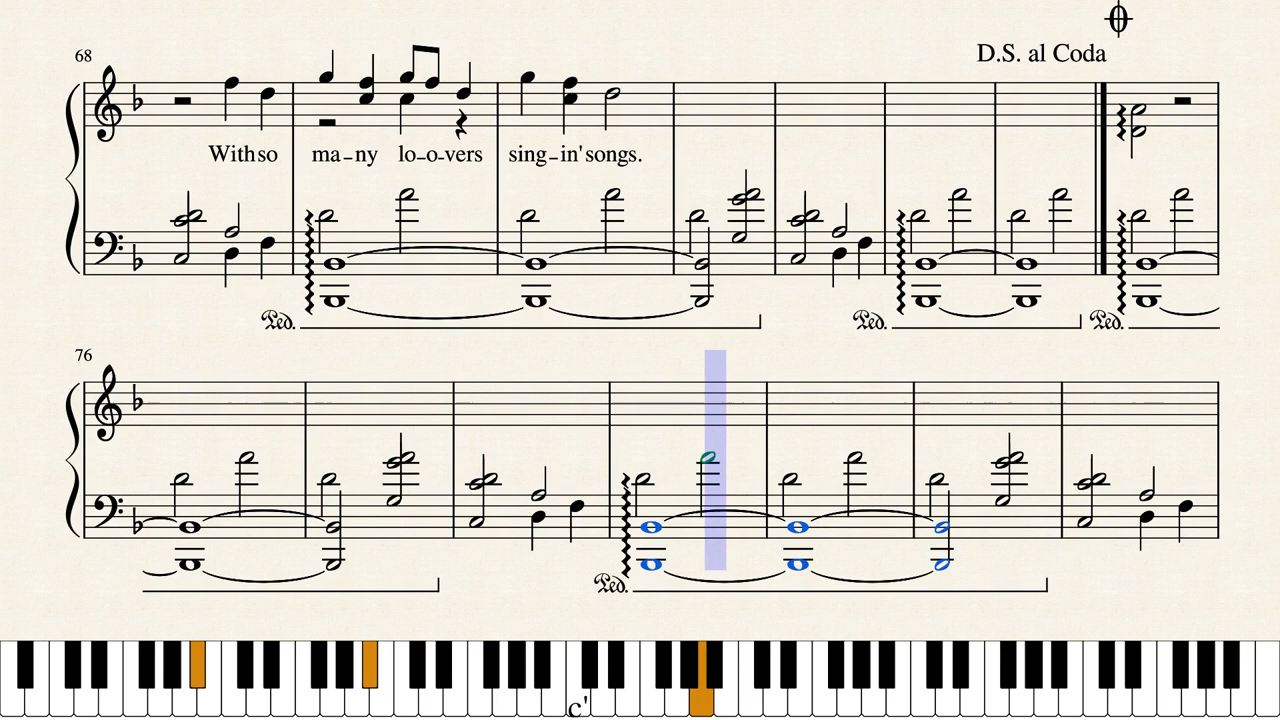 D.S. al Coda
68
With so ma-ny lo-o-vers sing-in' songs.
Ped. Ped. Ped.
76
Ped.
c'